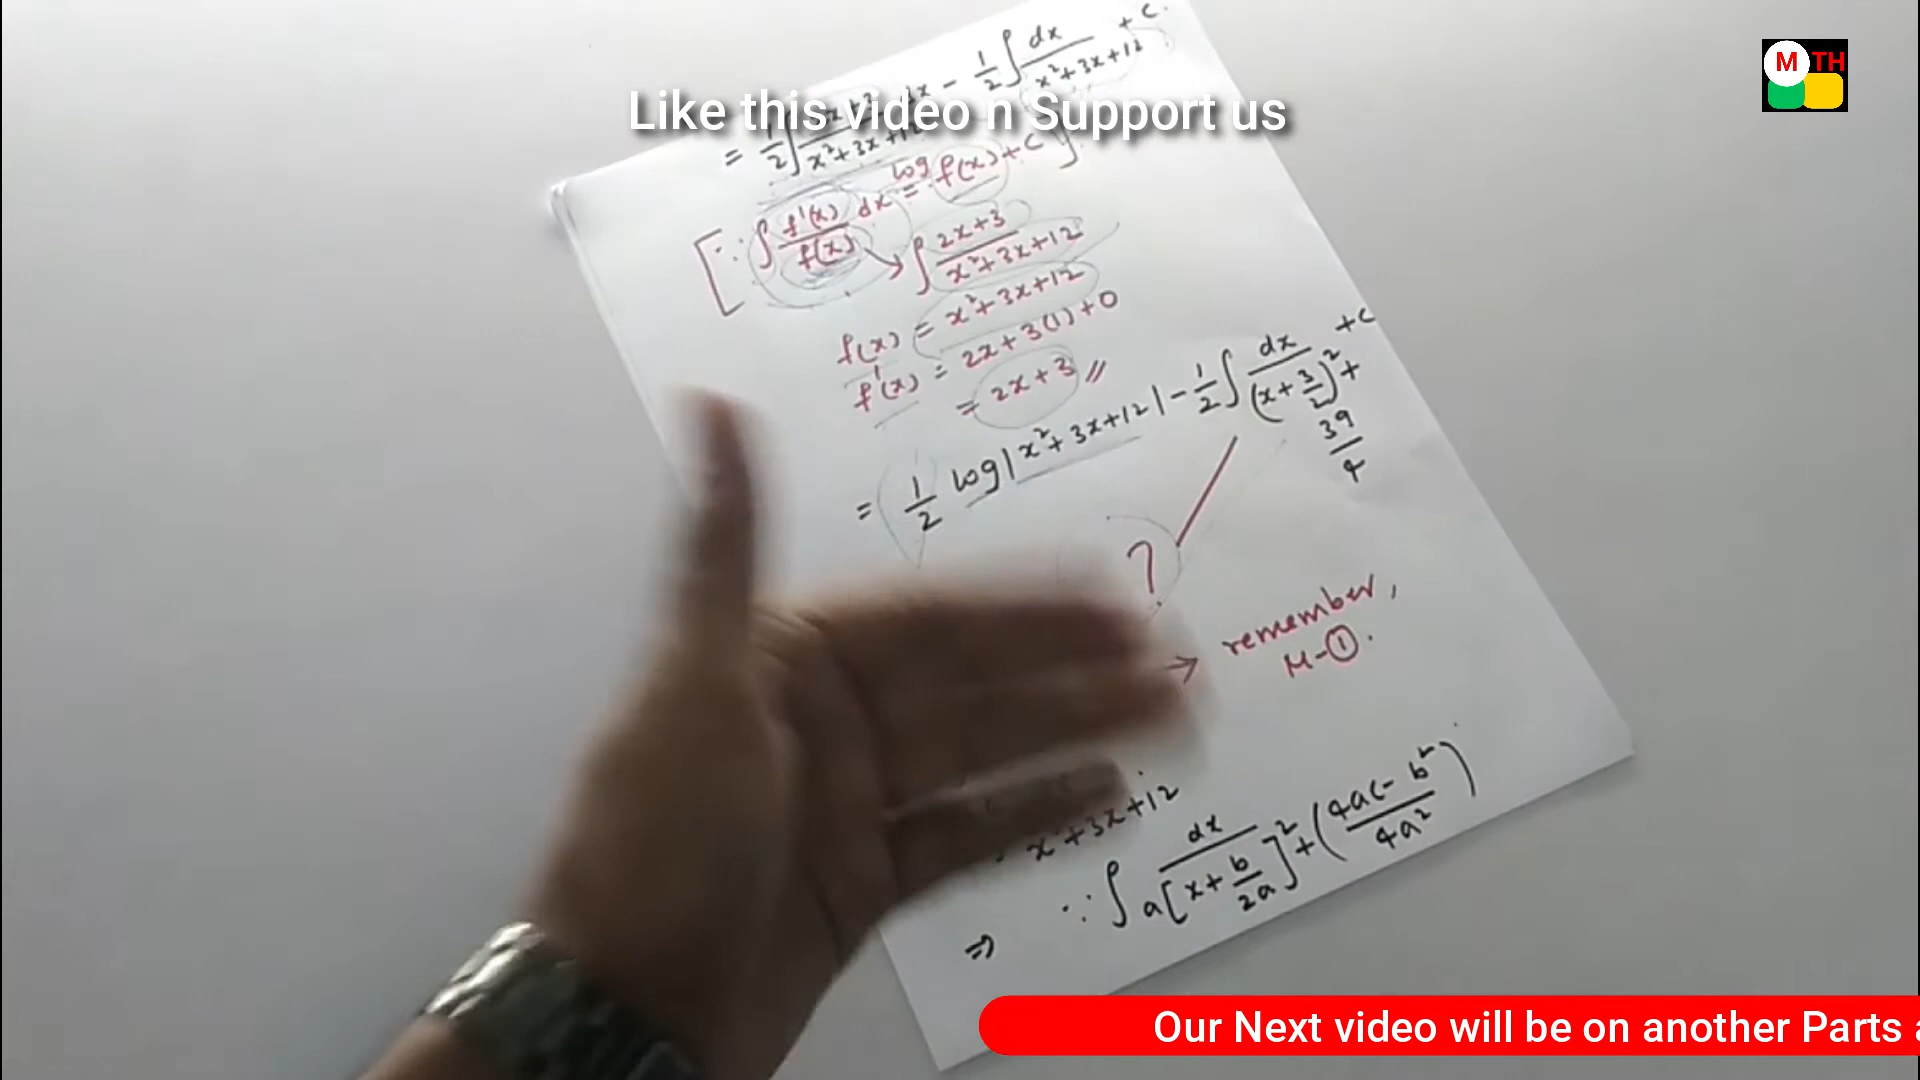 M TH
Like this video n Support us
= 1/2 ∫ dx - 1/2 ∫ dx/(x²+3x+12) + c.
[∵ ∫ f'(x)/f(x) dx = log f(x) + c]
∫ (2x+3)/(x²+3x+12)
f(x) = x²+3x+12
f'(x) = 2x+3(1)+0
= 2x+3 //
= 1/2 log|x²+3x+12| - 1/2 ∫ dx/((x+3/2)²+39/4) + c
?
→ remember,
M-①.
x²+3x+12
⇒ ∵ ∫ dx/(a[x+b/2a]²+(4ac-b²/4a²))
Our Next video will be on another Parts